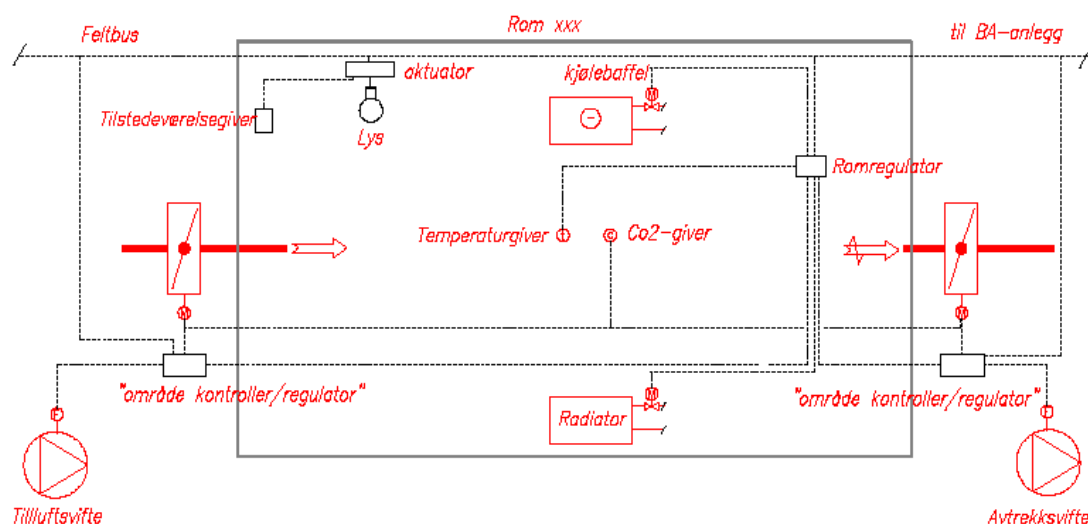 Rom xxx
Feltbus
til BA-anlegg
aktuator
kjølebaffel
M
Tilstedeværelsegiver
Lys
Romregulator
Temperaturgiver
C
Co2-giver
M
M
"område kontroller/regulator"
"område kontroller/regulator"
M
Radiator
Tillluftsvifte
Avtrekksvifte